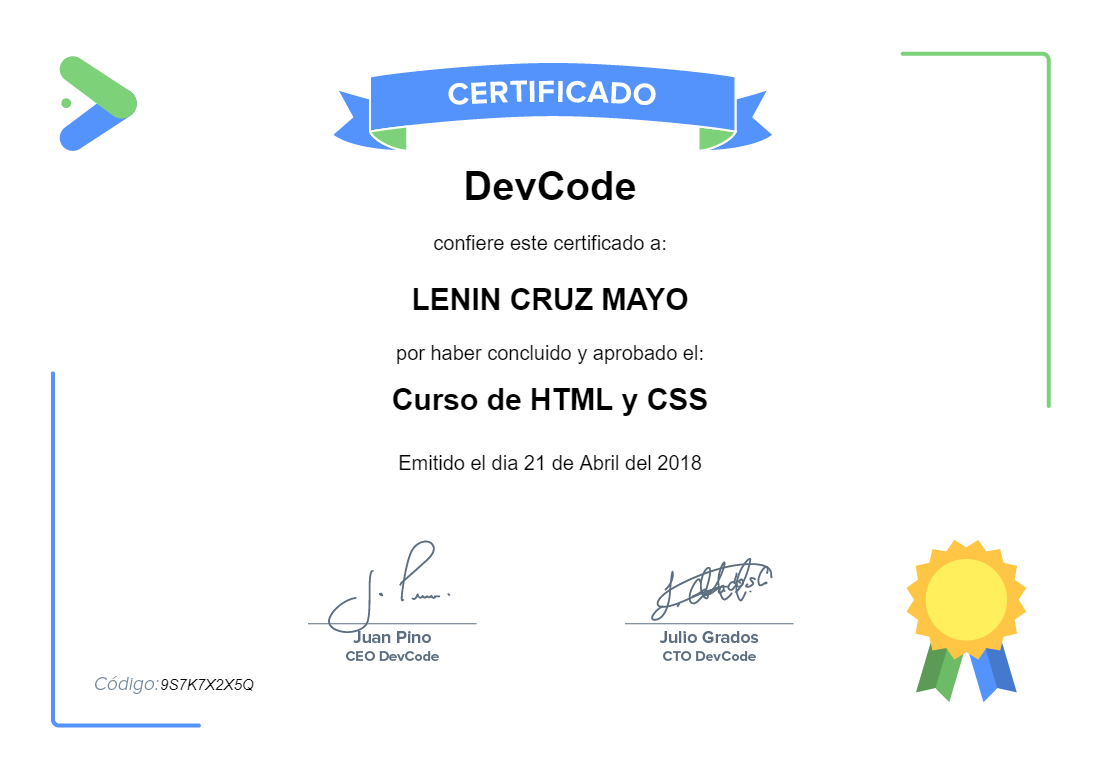 CERTIFICADO
DevCode
confiere este certificado a:
LENIN CRUZ MAYO
por haber concluido y aprobado el:
Curso de HTML y CSS
Emitido el dia 21 de Abril del 2018
Juan Pino
CEO DevCode
Julio Grados
CTO DevCode
Código:9S7K7X2X5Q